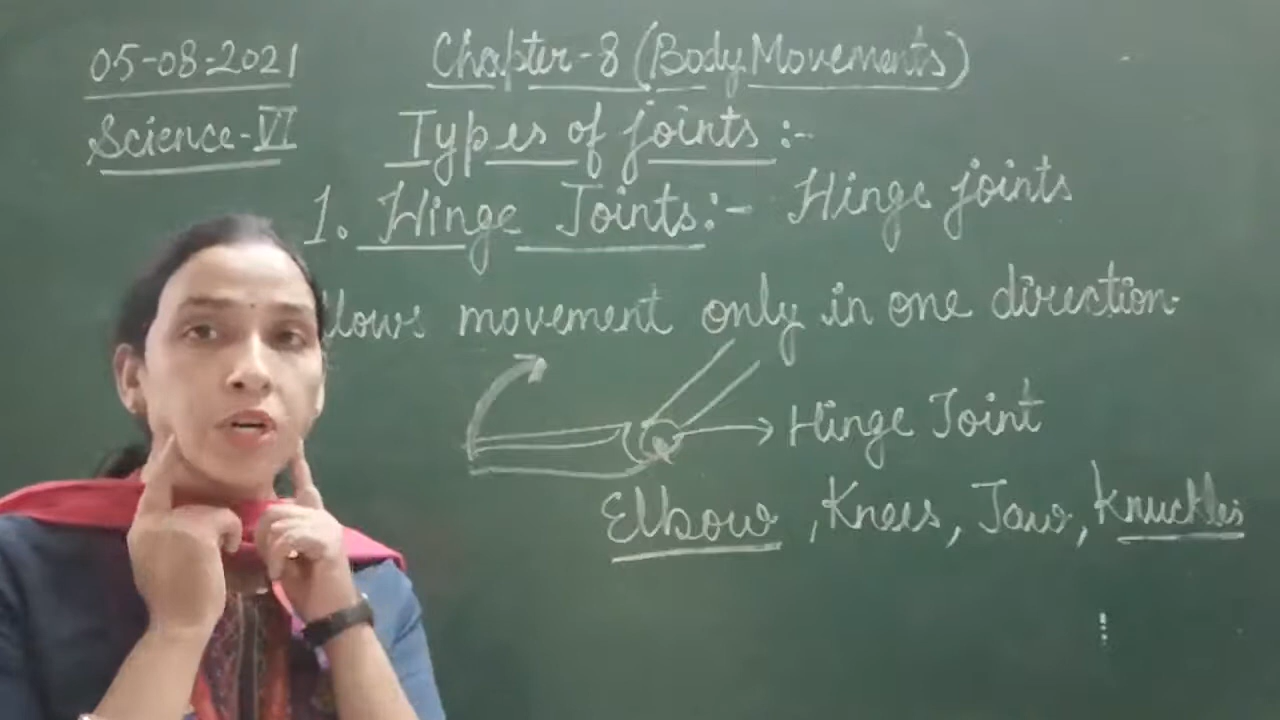 05-08-2021
Chapter-8 (Body Movements)
Science-VI
Types of joints :-
1. Hinge Joints:- Hinge joints
llows movement only in one direction.
Hinge Joint
Elbow, Knees, Jaw, Knuckles